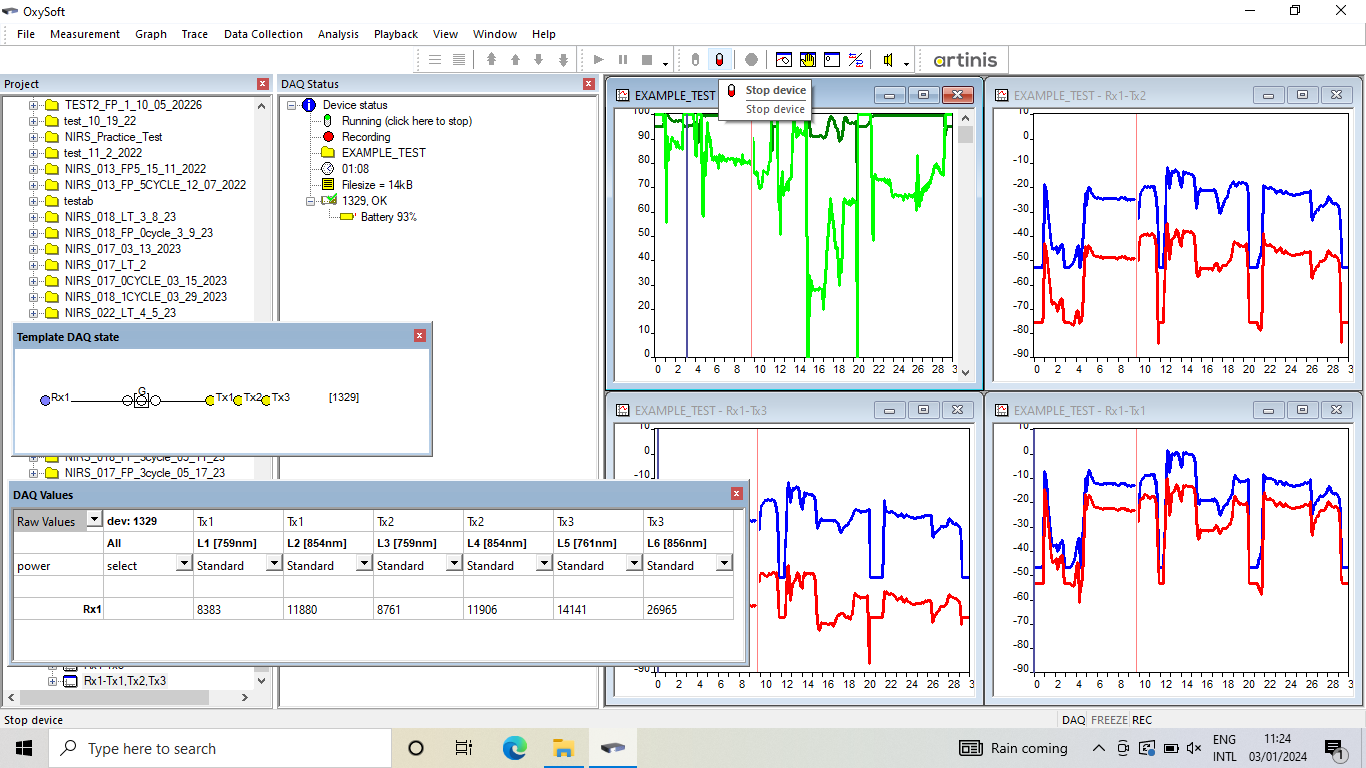 OxySoft
File Measurement Graph Trace Data Collection Analysis Playback View Window Help
artinis
Project
TEST2_FP_1_10_05_20226
test_10_19_22
NIRS_Practice_Test
test_11_2_2022
NIRS_013_FP5_15_11_2022
NIRS_013_FP_5CYCLE_12_07_2022
testab
NIRS_018_LT_3_8_23
NIRS_018_FP_0cycle_3_9_23
NIRS_017_03_13_2023
NIRS_017_LT_2
NIRS_017_0CYCLE_03_15_2023
NIRS_018_1CYCLE_03_29_2023
NIRS_022_LT_4_5_23
DAQ Status
Device status
Running (click here to stop)
Recording
EXAMPLE_TEST
01:08
Filesize = 14kB
1329, OK
Battery 93%
Stop device
Stop device
Template DAQ state
Rx1 G Tx1 Tx2 Tx3 [1329]
NIRS_017_FP_3cycle_05_17_23
DAQ Values
Raw Values dev: 1329 Tx1 Tx1 Tx2 Tx2 Tx3 Tx3
All L1 [759nm] L2 [854nm] L3 [759nm] L4 [854nm] L5 [761nm] L6 [856nm]
power select Standard Standard Standard Standard Standard Standard
Rx1 8383 11880 8761 11906 14141 26965
Rx1-Tx1,Tx2,Tx3
EXAMPLE_TEST
100
90
80
70
60
50
40
30
20
10
0
0 2 4 6 8 10 12 14 16 18 20 22 24 26 28 3
EXAMPLE_TEST - Rx1-Tx2
10
0
-10
-20
-30
-40
-50
-60
-70
-80
-90
0 2 4 6 8 10 12 14 16 18 20 22 24 26 28 3
EXAMPLE_TEST - Rx1-Tx3
10
0
-10
-90
0 2 4 6 8 10 12 14 16 18 20 22 24 26 28 3
EXAMPLE_TEST - Rx1-Tx1
10
0
-10
-20
-30
-40
-50
-60
-70
-80
-90
0 2 4 6 8 10 12 14 16 18 20 22 24 26 28 3
Stop device
DAQ FREEZE REC
Type here to search
Rain coming
ENG
INTL
11:24
03/01/2024
1